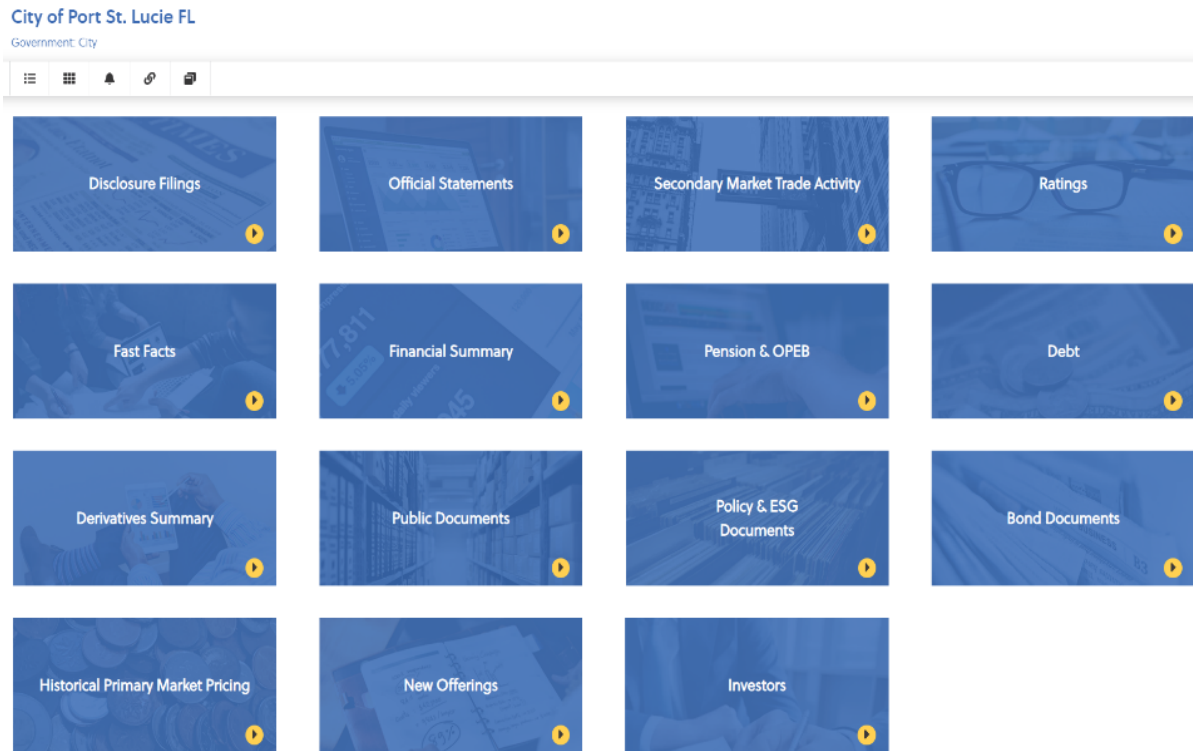 City of Port St. Lucie FL
Government: City
Disclosure Filings
Official Statements
Secondary Market Trade Activity
Ratings
Fast Facts
Financial Summary
Pension & OPEB
Debt
Derivatives Summary
Public Documents
Policy & ESG
Documents
Bond Documents
Historical Primary Market Pricing
New Offerings
Investors